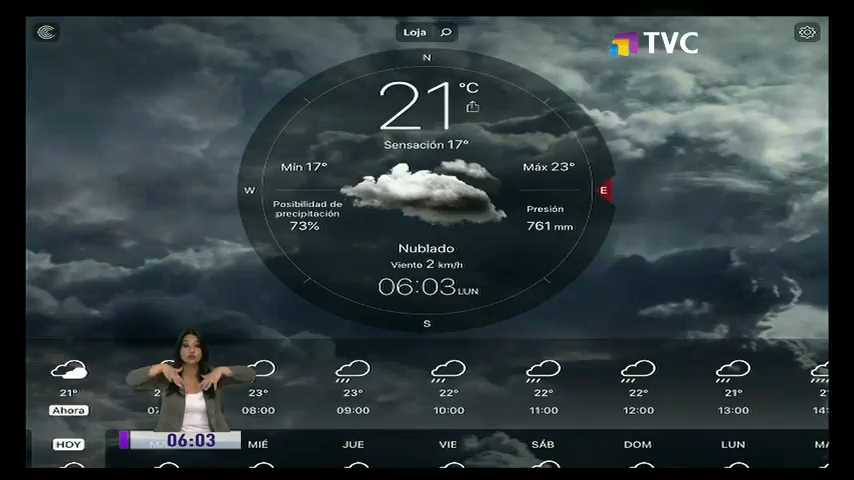 Loja
TVC
N
21°C
Sensación 17°
Mín 17°
Máx 23°
W
E
Posibilidad de
precipitación
73%
Presión
761 mm
Nublado
Viento 2 km/h
06:03 LUN
S
21° 23° 23° 22° 22° 22° 21°
Ahora 08:00 09:00 10:00 11:00 12:00 13:00
HOY MIÉ JUE VIE SÁB DOM LUN
06:03